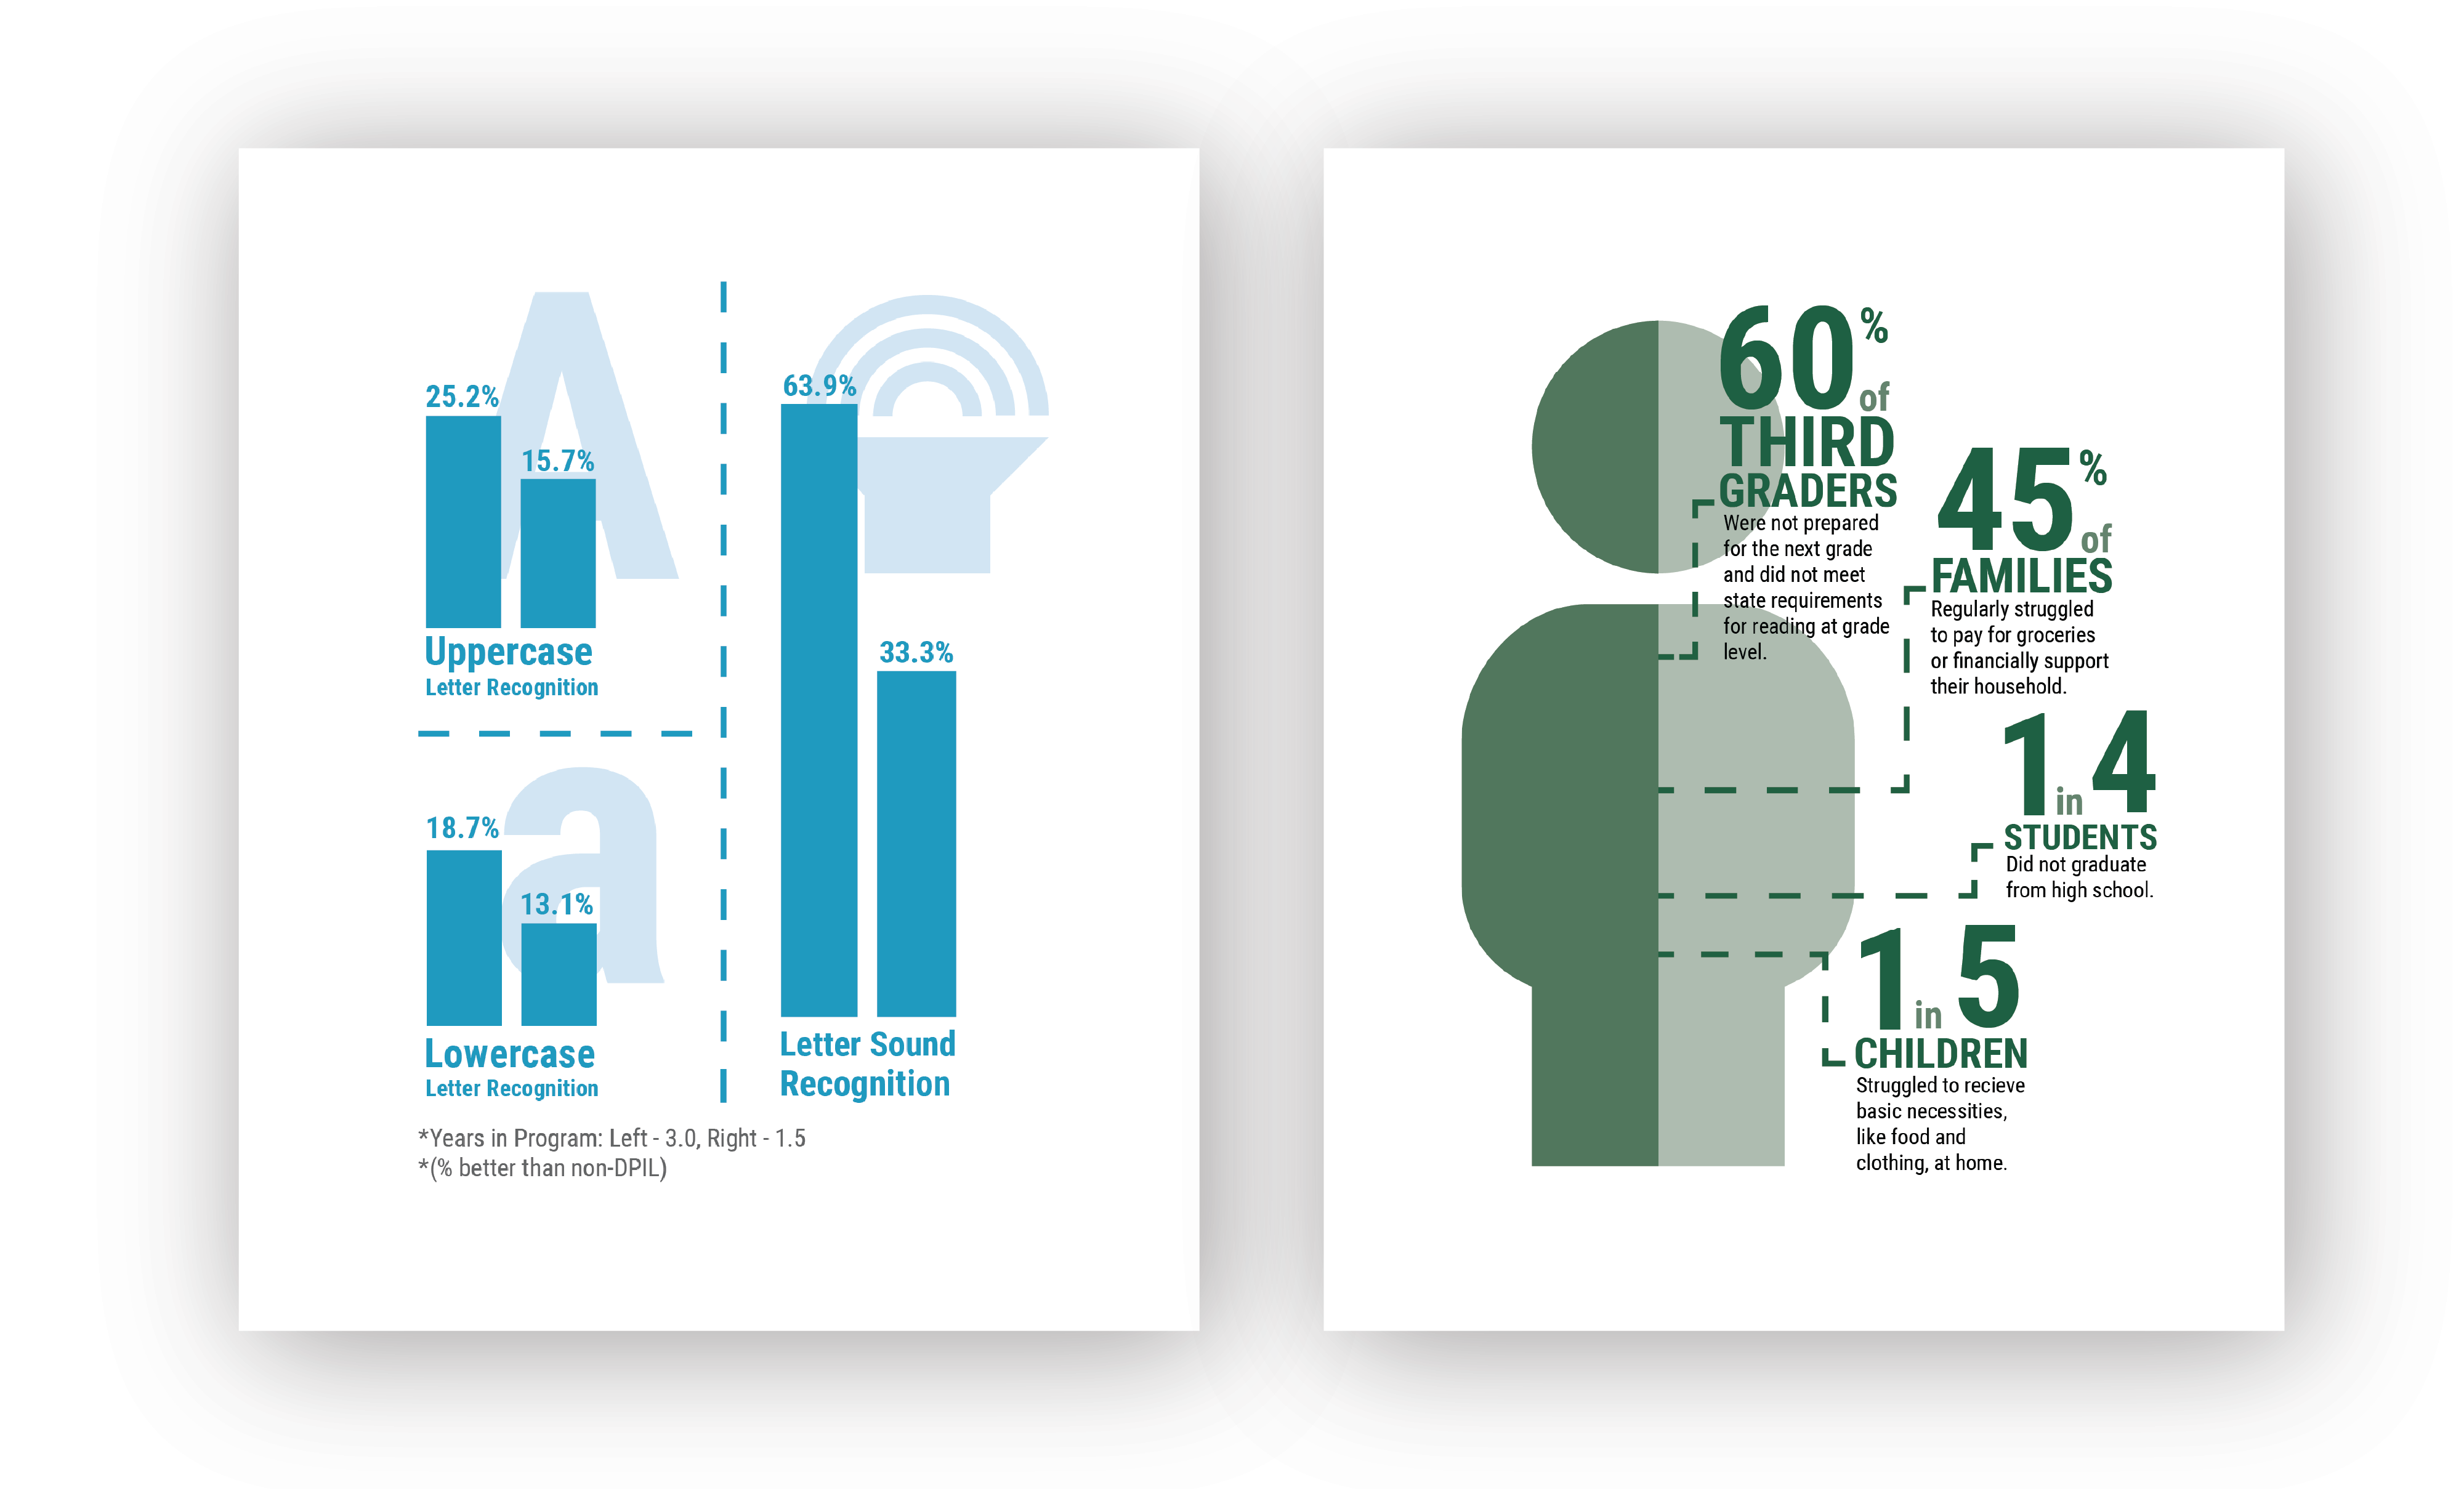 25.2%
15.7%
Uppercase
Letter Recognition
18.7%
13.1%
Lowercase
Letter Recognition
63.9%
33.3%
Letter Sound
Recognition
*Years in Program: Left - 3.0, Right - 1.5
*(% better than non-DPIL)
60% of
THIRD
GRADERS
Were not prepared
for the next grade
and did not meet
state requirements
for reading at grade
level.
45% of
FAMILIES
Regularly struggled
to pay for groceries
or financially support
their household.
1 in 4
STUDENTS
Did not graduate
from high school.
1 in 5
CHILDREN
Struggled to recieve
basic necessities,
like food and
clothing, at home.
A
a